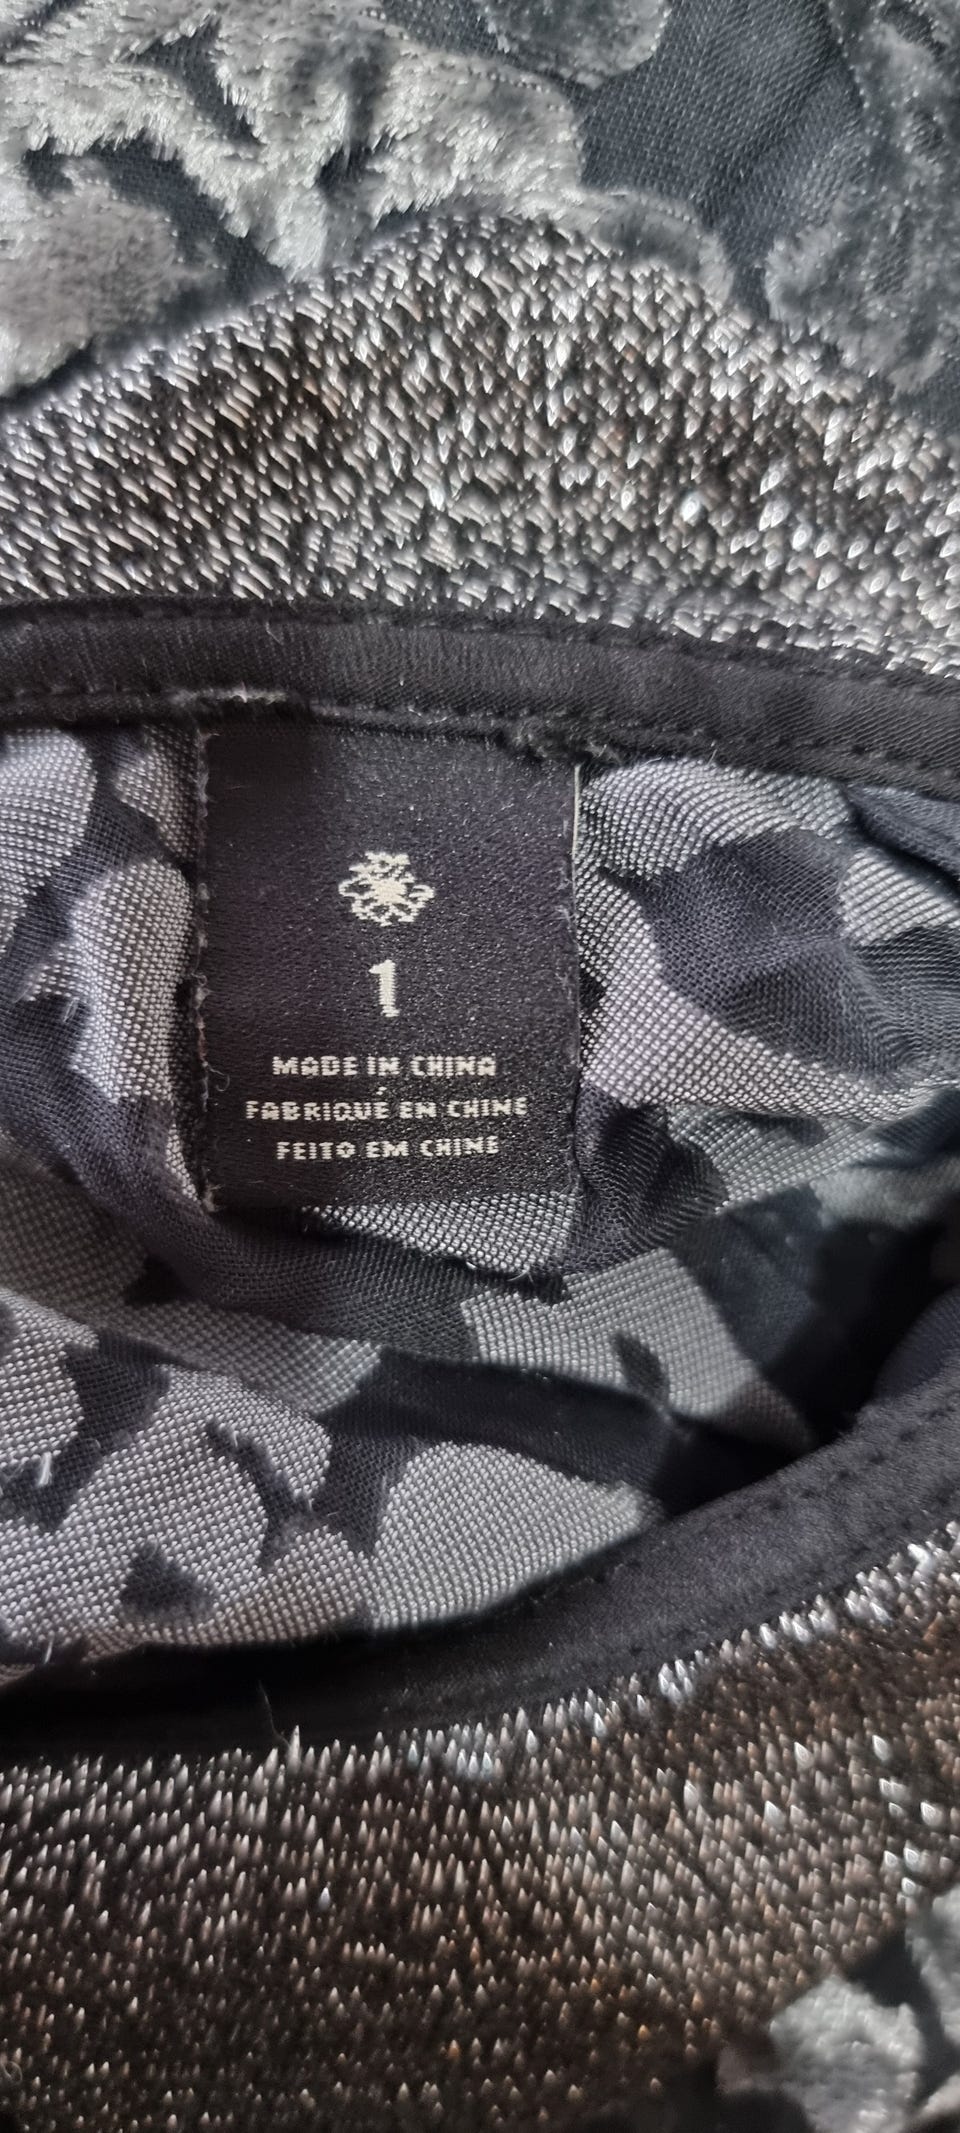 1
MADE IN CHINA
FABRIQUÉ EN CHINE
FEITO EM CHINE